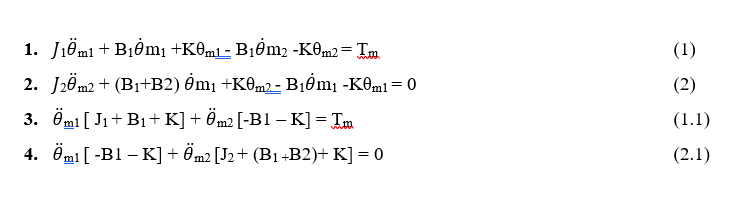 1. J₁θ̈m1 + B₁θ̇m₁ +Kθm1 - B₁θ̇m₂ -Kθm2 = Tm (1)
2. J₂θ̈m2 + (B₁+B2) θ̇m₁ +Kθm2 - B₁θ̇m₁ -Kθm1 = 0 (2)
3. θ̈m1 [ J₁ + B₁ + K] + θ̈m2 [-B1 – K] = Tm (1.1)
4. θ̈m1 [ -B1 – K] + θ̈m2 [J₂ + (B₁ +B2)+ K] = 0 (2.1)